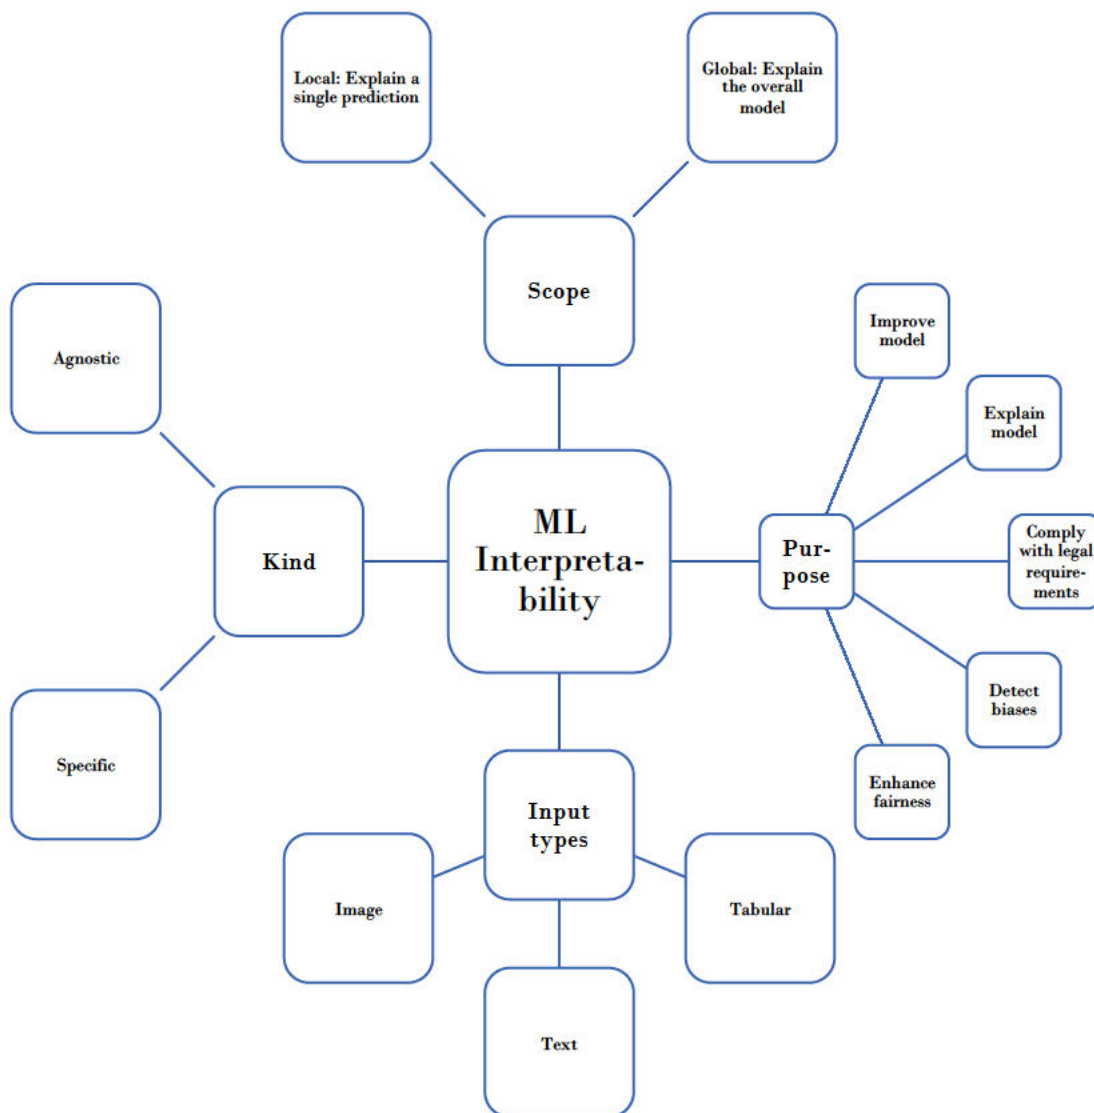 Local: Explain a
single prediction
Global: Explain
the overall
model
Scope
Agnostic
Improve
model
Explain
model
ML
Interpreta-
bility
Kind
Pur-
pose
Comply
with legal
require-
ments
Specific
Detect
biases
Enhance
fairness
Input
types
Image
Tabular
Text